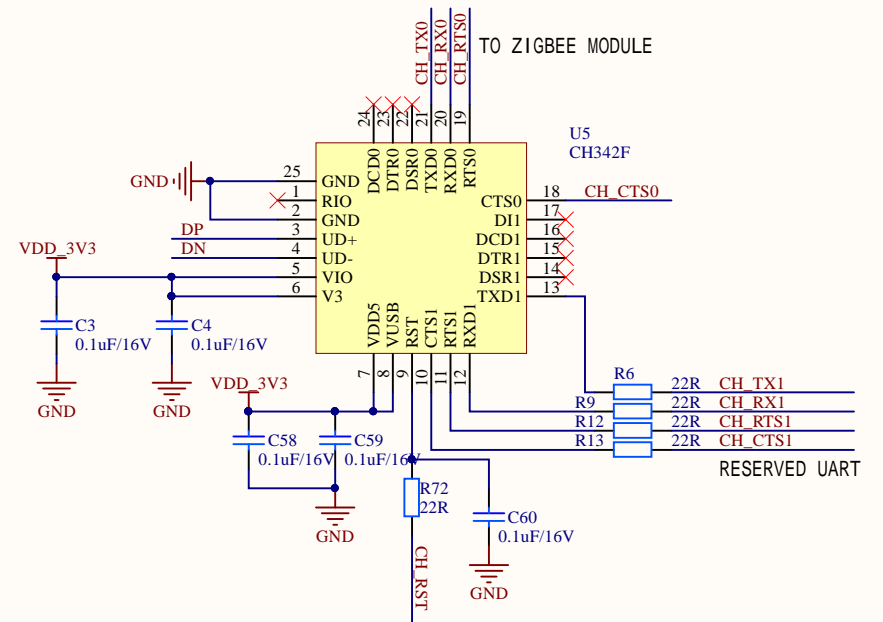 CH_TX0
CH_RX0
CH_RTS0
TO ZIGBEE MODULE
24
23
22
21
20
19
U5
CH342F
DCD0
DTR0
DSR0
TXD0
RXD0
RTS0
GND
25
GND
1
RIO
2
GND
DP
3
UD+
DN
4
UD-
VDD_3V3
5
VIO
6
V3
CTS0
18
CH_CTS0
DI1
17
DCD1
16
DTR1
15
DSR1
14
TXD1
13
C3
0.1uF/16V
GND
C4
0.1uF/16V
GND
VDD5
VUSB
RST
CTS1
RTS1
RXD1
7
8
9
10
11
12
VDD_3V3
C58
0.1uF/16V
C59
0.1uF/16V
GND
R6
22R
CH_TX1
R9
22R
CH_RX1
R12
22R
CH_RTS1
R13
22R
CH_CTS1
RESERVED UART
R72
22R
C60
0.1uF/16V
GND
CH_RST